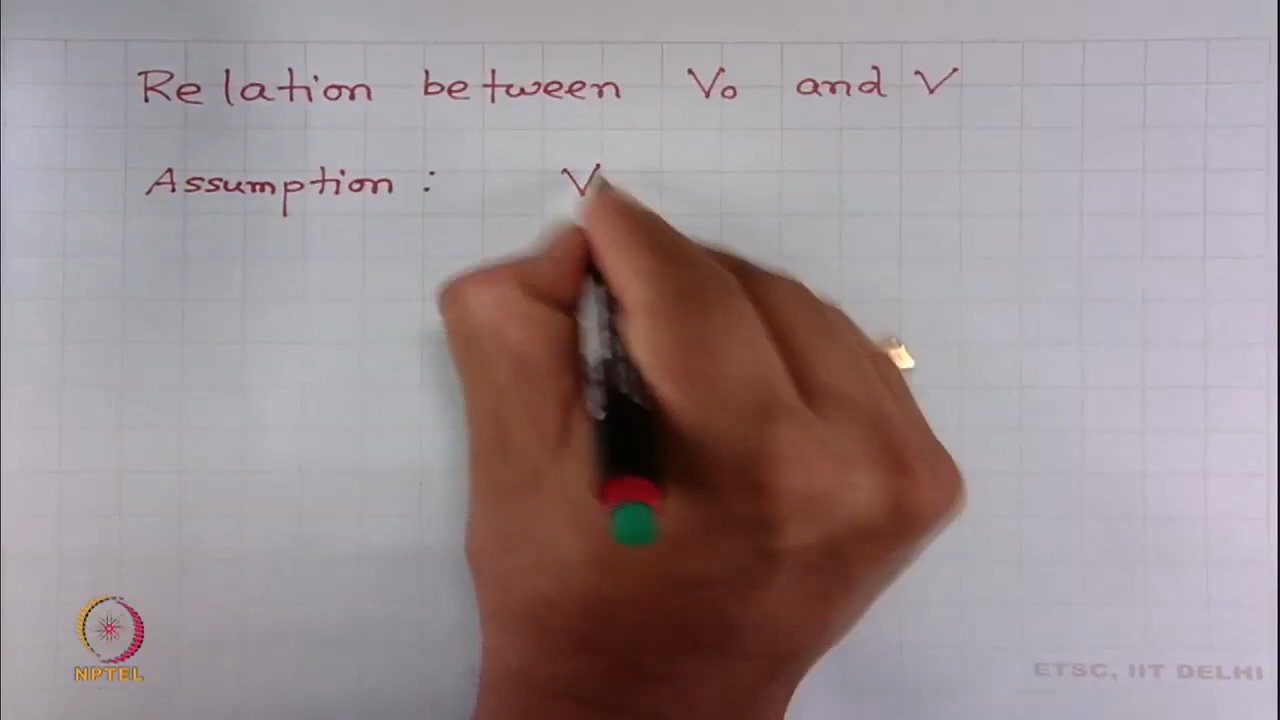 Relation between V₀ and V
Assumption : V
NPTEL
ETSC, IIT DELHI